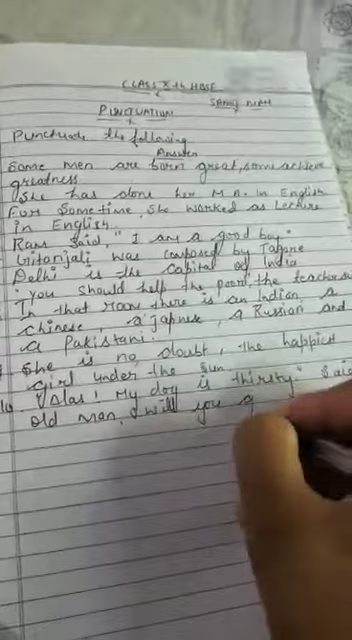 CLASS X th HBSE
PUNCTUATION
Punctuate the following
Answer
Some men are born great, some achieve
greatness
She has done her M.A. in English
For Sometime, She worked as Lecture
in English.
Ram said, "I am a good boy."
Gitanjali was composed by Tagore
Delhi is the capital of India
"You should help the poor," the teacher
In that room there is an Indian, a
Chinese, a Japnese, a Russian and
a Pakistani.
She is no doubt, the happiest
girl under the sun.
"Alas! My dog is thirsty." Said
old man, will you g